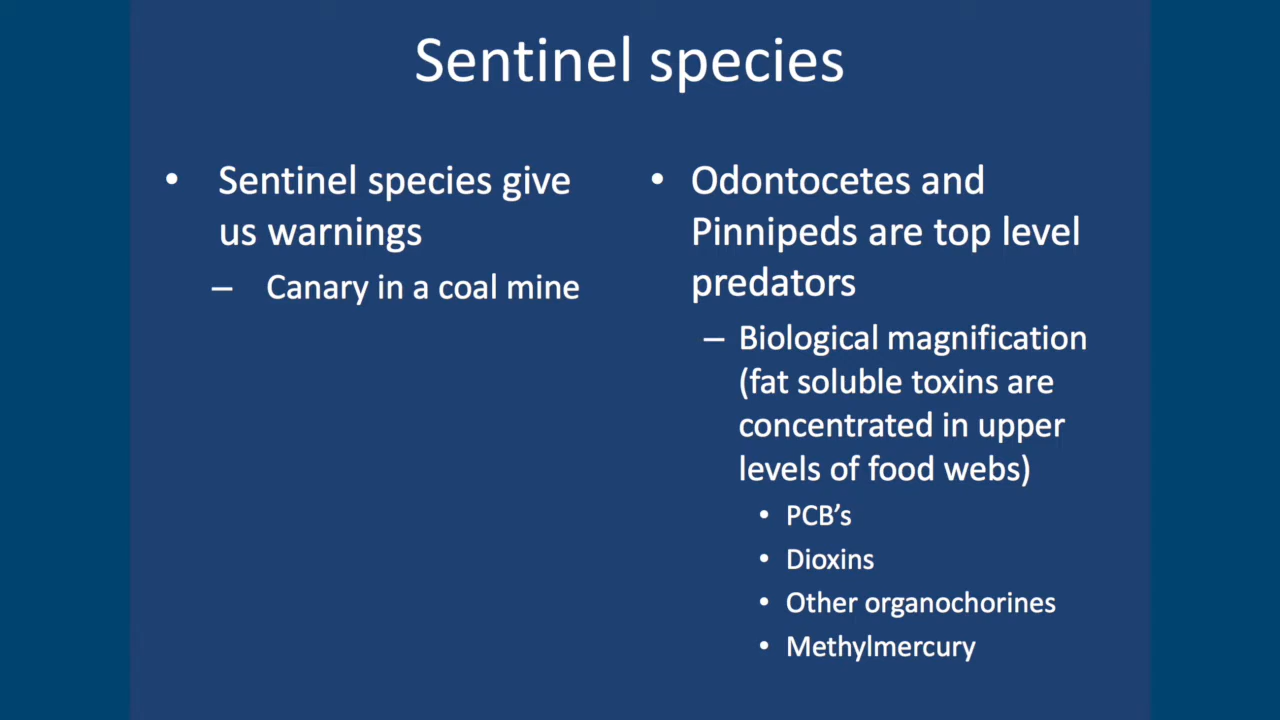 Sentinel species
• Sentinel species give
us warnings
– Canary in a coal mine
• Odontocetes and
Pinnipeds are top level
predators
– Biological magnification
(fat soluble toxins are
concentrated in upper
levels of food webs)
• PCB’s
• Dioxins
• Other organochorines
• Methylmercury